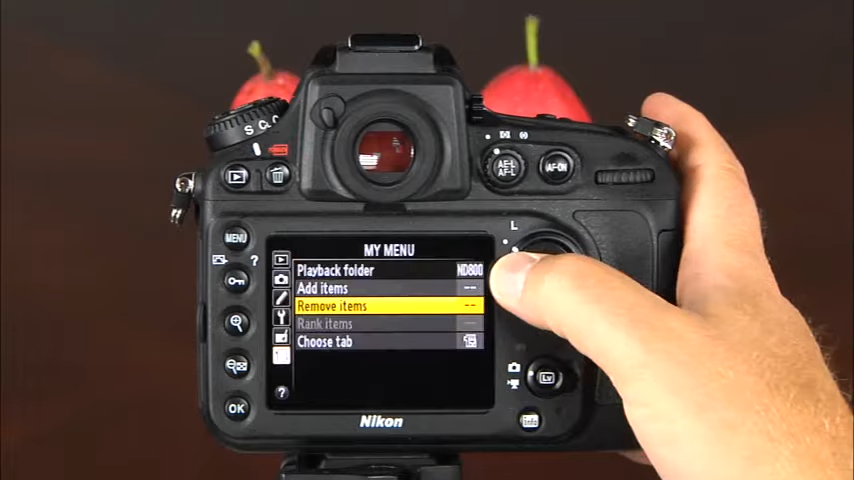 S CL C
AE-L
AF-L
AF-ON
MENU
?
L
MY MENU
Playback folder ND800
Add items --
Remove items --
Rank items --
Choose tab
?
OK
Lv
info
Nikon